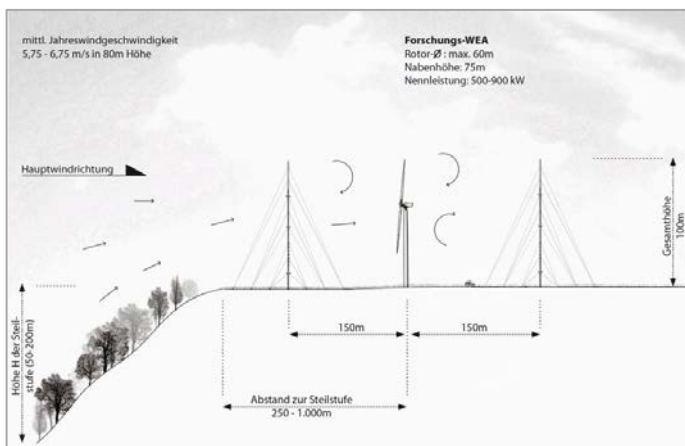 mittl. Jahreswindgeschwindigkeit
5,75 - 6,75 m/s in 80m Höhe
Forschungs-WEA
Rotor-Ø : max. 60m
Nabenhöhe: 75m
Nennleistung: 500-900 kW
Hauptwindrichtung
Gesamthöhe
100m
Höhe H der Steil-
stufe (50-200m)
150m
150m
Abstand zur Steilstufe
250 - 1.000m